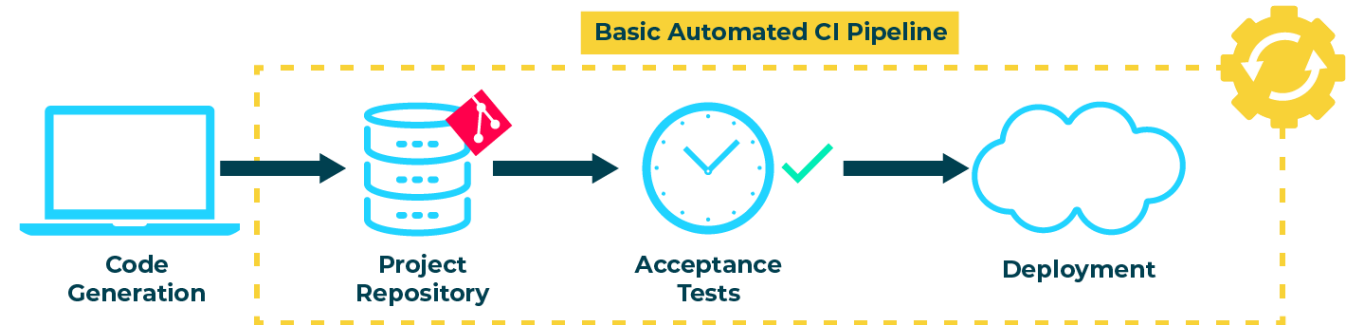 Basic Automated CI Pipeline
Code
Generation
Project
Repository
Acceptance
Tests
Deployment